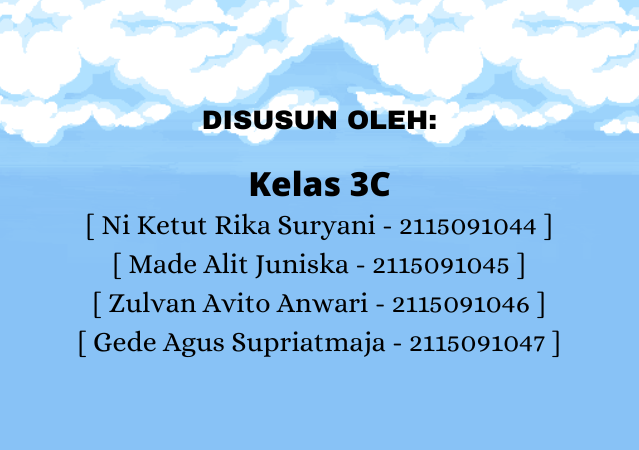 DISUSUN OLEH:
Kelas 3C
[ Ni Ketut Rika Suryani - 2115091044 ]
[ Made Alit Juniska - 2115091045 ]
[ Zulvan Avito Anwari - 2115091046 ]
[ Gede Agus Supriatmaja - 2115091047 ]